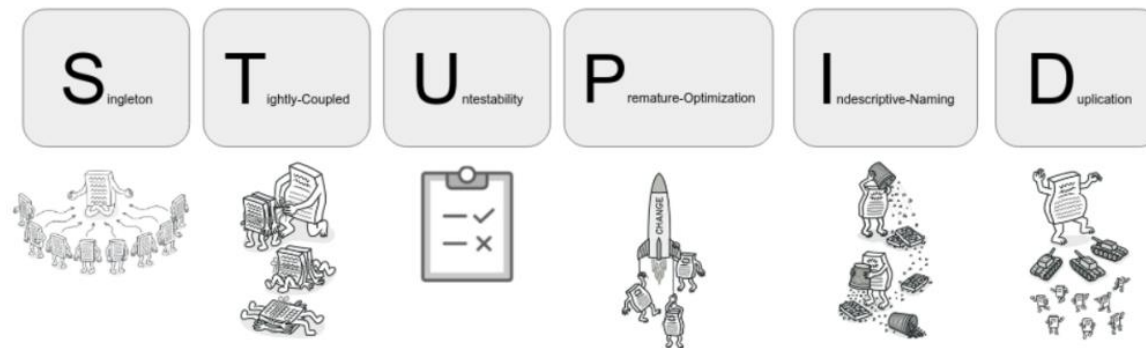 Singleton
Tightly-Coupled
Untestability
Premature-Optimization
Indescriptive-Naming
Duplication
CHANGE